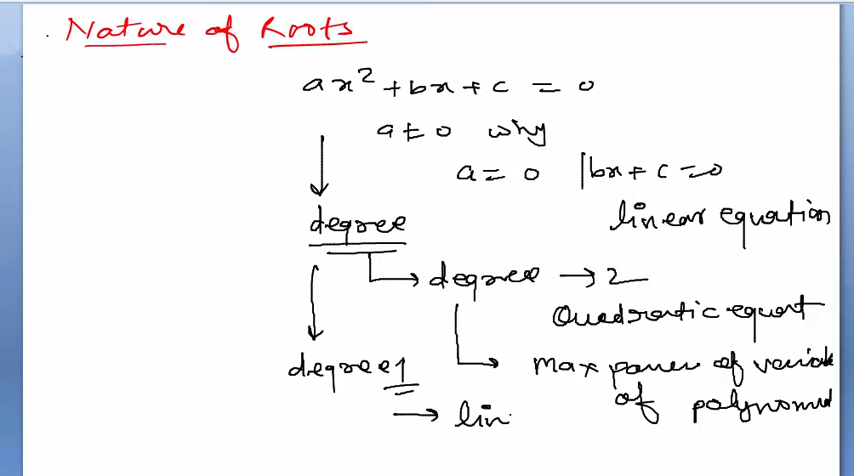 Nature of Roots
ax² + bx + c = 0
a ≠ 0 why
a = 0 | bx + c = 0
linear equation
degree
degree → 2
Quadratic equat
degree 1
max power of variable
of polynomial
→ lin